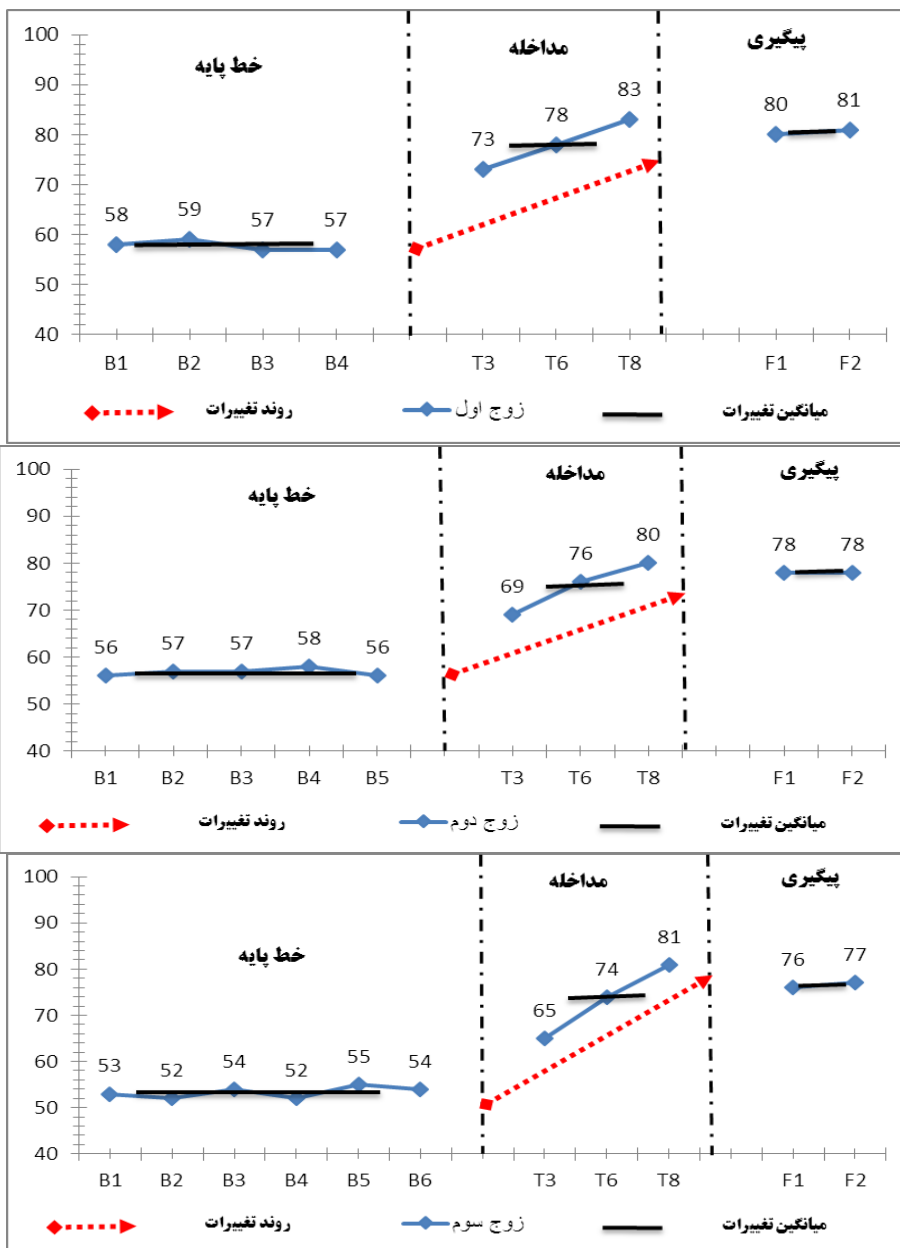 100
90
80
70
60
50
40
خط پایه
مداخله
پیگیری
58 59 57 57 73 78 83 80 81
B1 B2 B3 B4 T3 T6 T8 F1 F2
روند تغییرات زوج اول میانگین تغییرات
100
90
80
70
60
50
40
خط پایه
مداخله
پیگیری
56 57 57 58 56 69 76 80 78 78
B1 B2 B3 B4 B5 T3 T6 T8 F1 F2
روند تغییرات زوج دوم میانگین تغییرات
100
90
80
70
60
50
40
خط پایه
مداخله
پیگیری
53 52 54 52 55 54 65 74 81 76 77
B1 B2 B3 B4 B5 B6 T3 T6 T8 F1 F2
روند تغییرات زوج سوم میانگین تغییرات